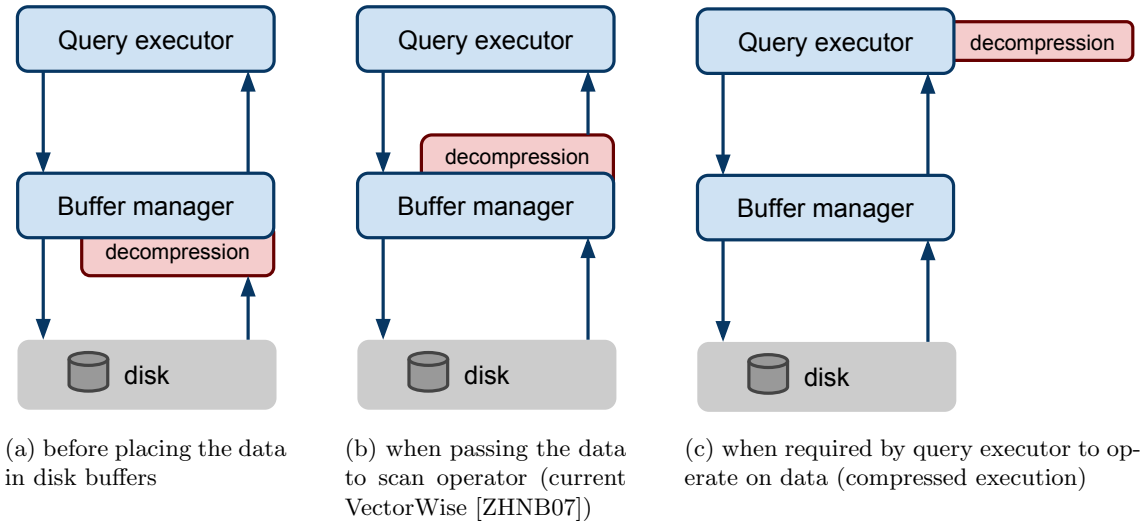 Query executor
Buffer manager
decompression
disk
(a) before placing the data
in disk buffers
Query executor
decompression
Buffer manager
disk
(b) when passing the data
to scan operator (current
VectorWise [ZHNB07])
Query executor
decompression
Buffer manager
disk
(c) when required by query executor to op-
erate on data (compressed execution)